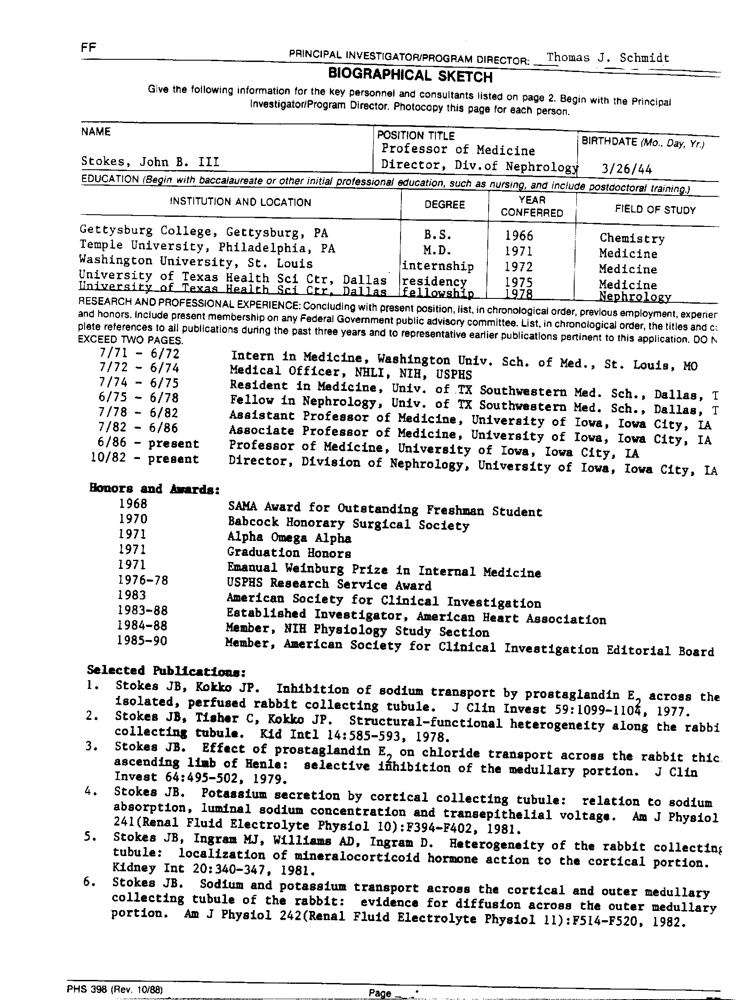 FF
PRINCIPAL INVESTIGATOR/PROGRAM DIRECTOR: Thomas J. Schmidt
BIOGRAPHICAL SKETCH
Give the following information for the key personnel and consultants listed on page 2. Begin with the Principal
Investigator/Program Director. Photocopy this page for each person.
NAME
Stokes, John B. III
POSITION TITLE
Professor of Medicine
Director, Div.of Nephrology
BIRTHDATE (Mo., Day, Yr.)
3/26/44
EDUCATION (Begin with baccalaureate or other initial professional education, such as nursing, and include postdoctoral training.)
INSTITUTION AND LOCATION DEGREE YEAR CONFERRED FIELD OF STUDY
Gettysburg College, Gettysburg, PA B.S. 1966 Chemistry
Temple University, Philadelphia, PA M.D. 1971 Medicine
Washington University, St. Louis internship 1972 Medicine
University of Texas Health Sci Ctr, Dallas residency 1975 Medicine
University of Texas Health Sci Ctr, Dallas fellowship 1978 Nephrology
RESEARCH AND PROFESSIONAL EXPERIENCE: Concluding with present position, list, in chronological order, previous employment, experien
and honors. Include present membership on any Federal Government public advisory committee. List, in chronological order, the titles and c
plete references to all publications during the past three years and to representative earlier publications pertinent to this application. DO N
EXCEED TWO PAGES.
7/71 - 6/72 Intern in Medicine, Washington Univ. Sch. of Med., St. Louis, MO
7/72 - 6/74 Medical Officer, NHLI, NIH, USPHS
7/74 - 6/75 Resident in Medicine, Univ. of TX Southwestern Med. Sch., Dallas, T
6/75 - 6/78 Fellow in Nephrology, Univ. of TX Southwestern Med. Sch., Dallas, T
7/78 - 6/82 Assistant Professor of Medicine, University of Iowa, Iowa City, IA
7/82 - 6/86 Associate Professor of Medicine, University of Iowa, Iowa City, IA
6/86 - present Professor of Medicine, University of Iowa, Iowa City, IA
10/82 - present Director, Division of Nephrology, University of Iowa, Iowa City, IA
Honors and Awards:
1968 SAMA Award for Outstanding Freshman Student
1970 Babcock Honorary Surgical Society
1971 Alpha Omega Alpha
1971 Graduation Honors
1971 Emanual Weinburg Prize in Internal Medicine
1976-78 USPHS Research Service Award
1983 American Society for Clinical Investigation
1983-88 Established Investigator, American Heart Association
1984-88 Member, NIH Physiology Study Section
1985-90 Member, American Society for Clinical Investigation Editorial Board
Selected Publications:
1. Stokes JB, Kokko JP. Inhibition of sodium transport by prostaglandin E2 across the
isolated, perfused rabbit collecting tubule. J Clin Invest 59:1099-1104, 1977.
2. Stokes JB, Tisher C, Kokko JP. Structural-functional heterogeneity along the rabbi
collecting tubule. Kid Intl 14:585-593, 1978.
3. Stokes JB. Effect of prostaglandin E2 on chloride transport across the rabbit thic
ascending limb of Henle: selective inhibition of the medullary portion. J Clin
Invest 64:495-502, 1979.
4. Stokes JB. Potassium secretion by cortical collecting tubule: relation to sodium
absorption, luminal sodium concentration and transepithelial voltage. Am J Physiol
241(Renal Fluid Electrolyte Physiol 10):F394-F402, 1981.
5. Stokes JB, Ingram MJ, Williams AD, Ingram D. Heterogeneity of the rabbit collecting
tubule: localization of mineralocorticoid hormone action to the cortical portion.
Kidney Int 20:340-347, 1981.
6. Stokes JB. Sodium and potassium transport across the cortical and outer medullary
collecting tubule of the rabbit: evidence for diffusion across the outer medullary
portion. Am J Physiol 242(Renal Fluid Electrolyte Physiol 11):F514-F520, 1982.
PHS 398 (Rev. 10/88) Page